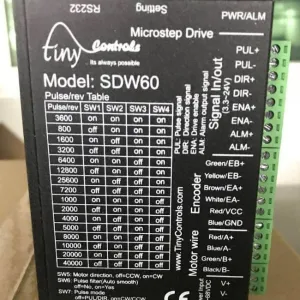 RS232
Setting
PWR/ALM
tiny Controls
Microstep Drive
Model: SDW60
Pulse/rev Table
Pulse/rev SW1 SW2 SW3 SW4
3600 on on on on
800 off on on on
1600 on off on on
3200 off off on on
6400 on on off on
12800 off on off on
25600 on off off on
7200 off off off on
1000 on on on off
2000 off on on off
4000 on off on off
5000 off off on off
8000 on on off off
10000 off on off off
20000 on off off off
40000 off off off off
SW5: Motor direction, off=CCW, on=CW
SW6: Pulse filter(Auto smooth)
off=No, on=Yes
SW7: Pulse mode
off=PUL/DIR, on=CW/CCW
PUL: Pulse signal
DIR: Direction signal
ENA: Drive enable
ALM: Alarm output signal
www.TinyControls.com
Signal In/out
(3.3~24V)
PUL+
PUL-
DIR+
DIR-
ENA+
ENA-
ALM+
ALM-
Encoder
Green/EB+
Yellow/EB-
Brown/EA+
White/EA-
Red/VCC
Blue/GND
Motor wire
Red/A+
Blue/A-
Green/B+
Black/B-
V+
V-